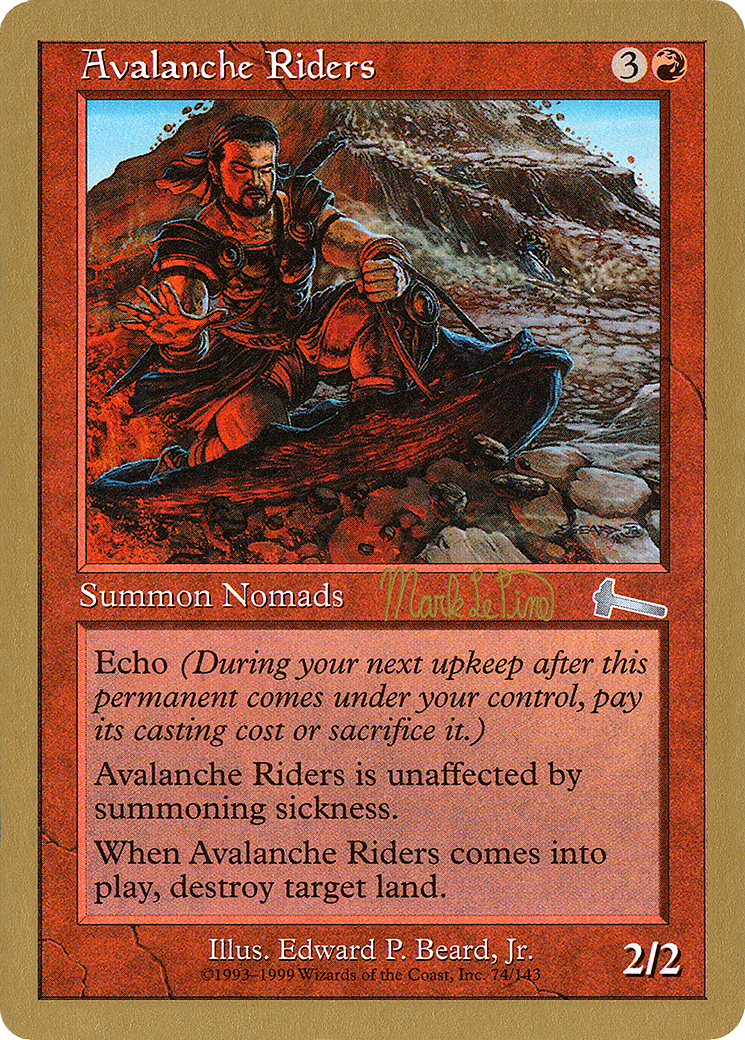 Avalanche Riders 3
Summon Nomads Mark Le Pine
Echo (During your next upkeep after this
permanent comes under your control, pay
its casting cost or sacrifice it.)
Avalanche Riders is unaffected by
summoning sickness.
When Avalanche Riders comes into
play, destroy target land.
Illus. Edward P. Beard, Jr.
©1993–1999 Wizards of the Coast, Inc. 74/143
2/2